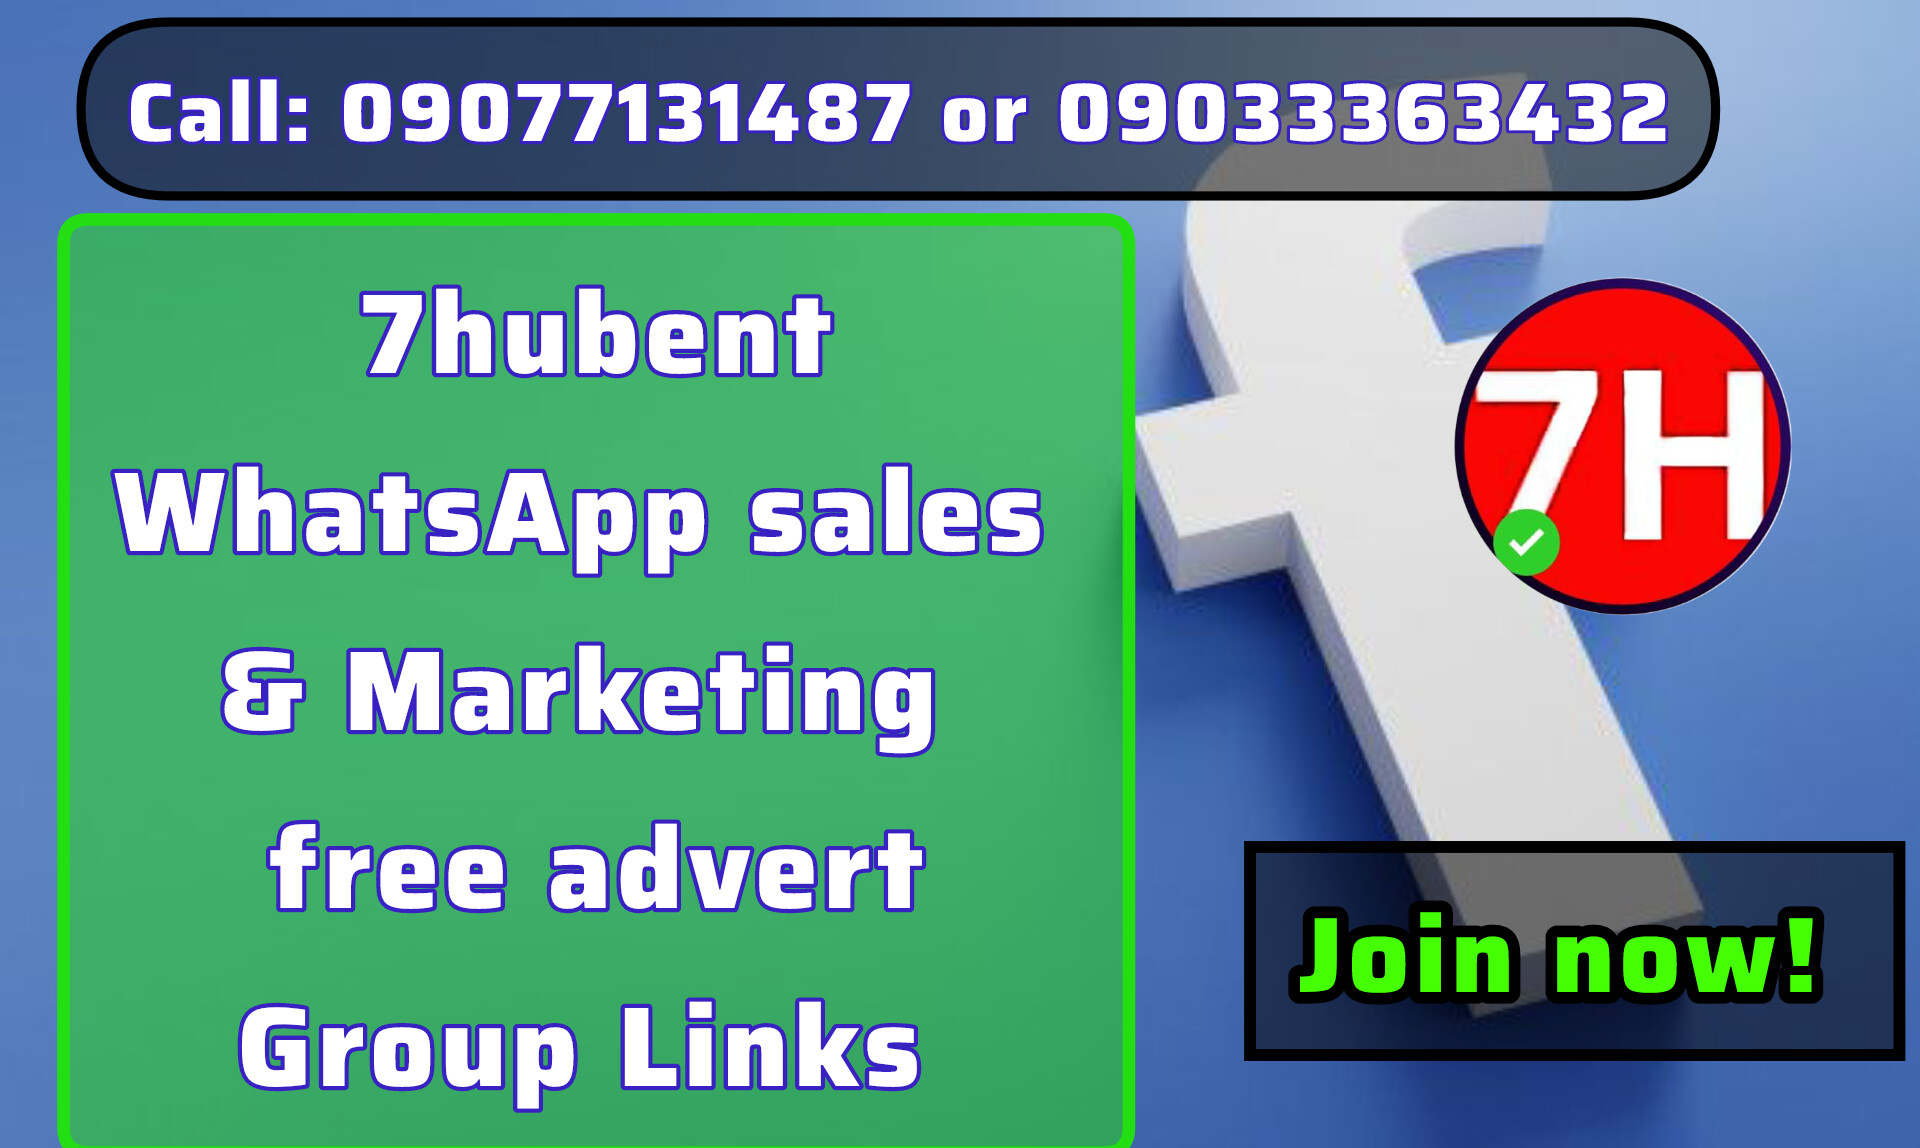 Call: 09077131487 or 09033363432
7hubent
WhatsApp sales
& Marketing
free advert
Group Links
7H
Join now!